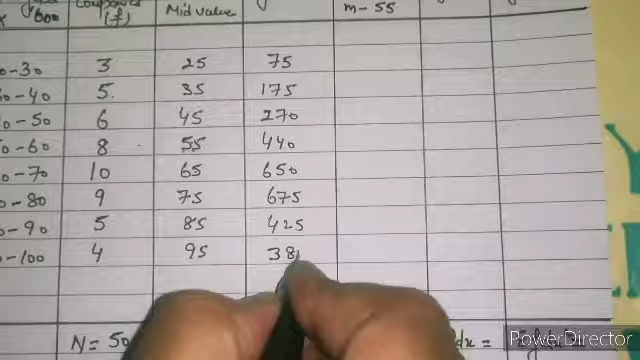 600 (f) Mid value m - 55
0-30 3 25 75
0-40 5 35 175
0-50 6 45 270
0-60 8 55 440
0-70 10 65 650
0-80 9 75 675
0-90 5 85 425
0-100 4 95 38
N = 50 dx =
PowerDirector